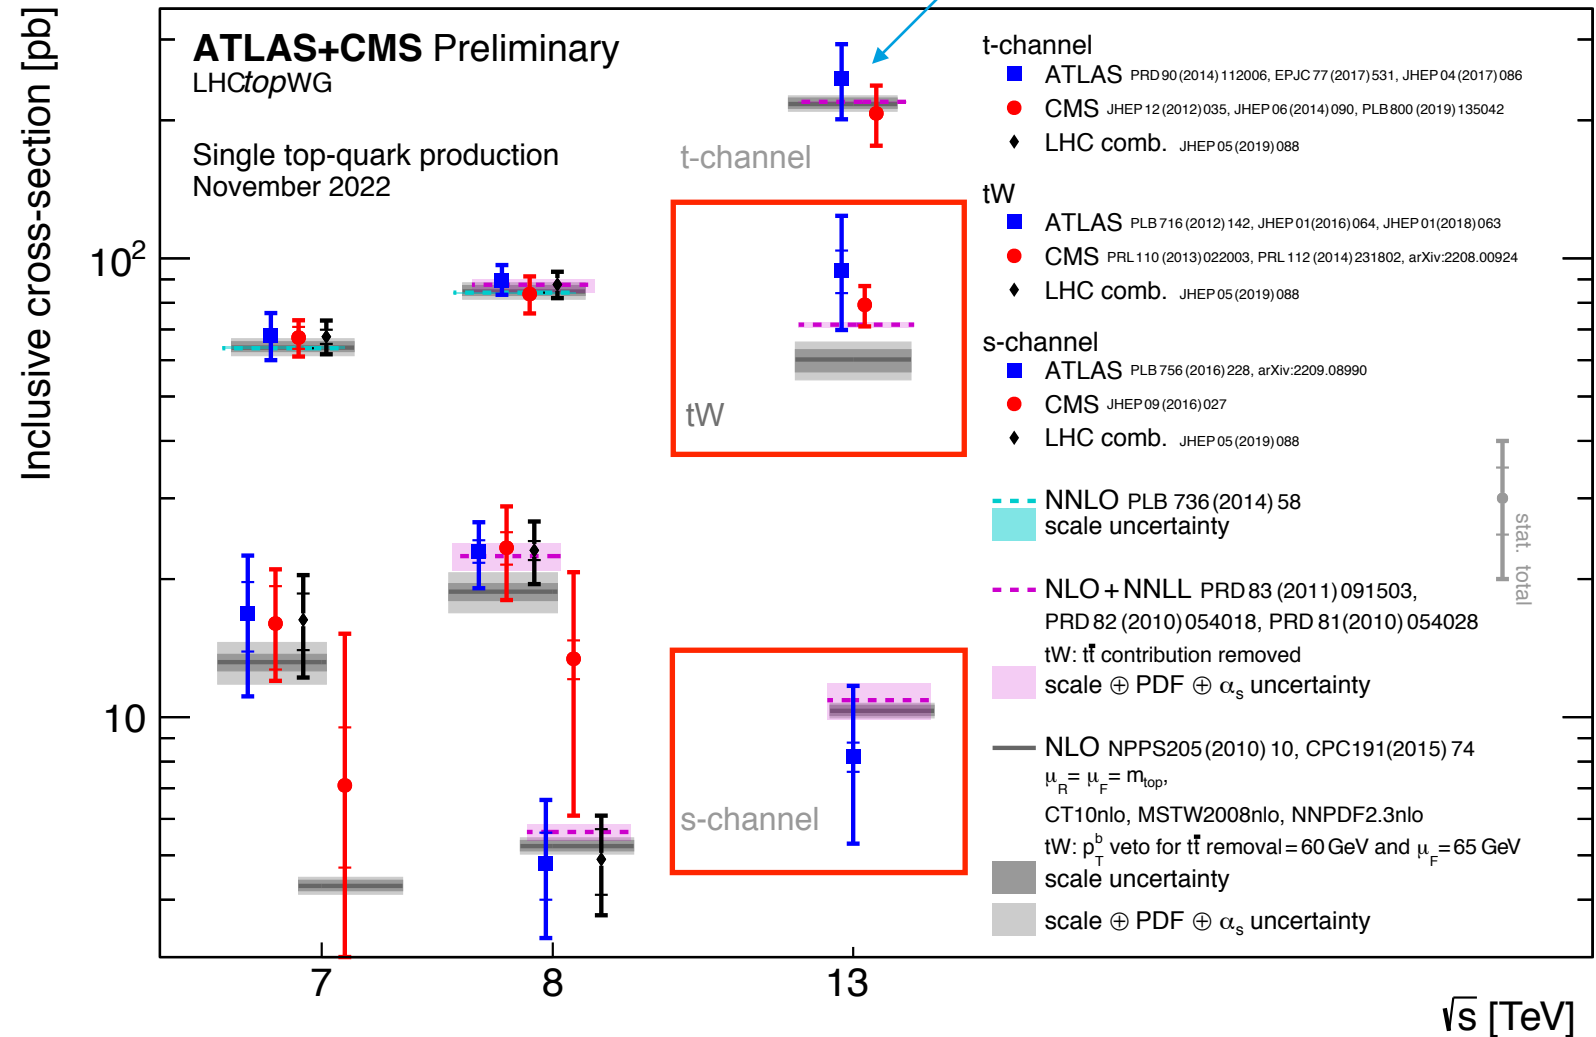 Inclusive cross-section [pb]
ATLAS+CMS Preliminary
LHCtopWG
Single top-quark production
November 2022
10²
10
t-channel
tW
s-channel
7
8
13
√s [TeV]
t-channel
ATLAS PRD 90 (2014) 112006, EPJC 77 (2017) 531, JHEP 04 (2017) 086
CMS JHEP 12 (2012) 035, JHEP 06 (2014) 090, PLB 800 (2019) 135042
LHC comb. JHEP 05 (2019) 088
tW
ATLAS PLB 716 (2012) 142, JHEP 01 (2016) 064, JHEP 01 (2018) 063
CMS PRL 110 (2013) 022003, PRL 112 (2014) 231802, arXiv:2208.00924
LHC comb. JHEP 05 (2019) 088
s-channel
ATLAS PLB 756 (2016) 228, arXiv:2209.08990
CMS JHEP 09 (2016) 027
LHC comb. JHEP 05 (2019) 088
NNLO PLB 736 (2014) 58
scale uncertainty
NLO + NNLL PRD 83 (2011) 091503,
PRD 82 (2010) 054018, PRD 81 (2010) 054028
tW: tt̄ contribution removed
scale ⊕ PDF ⊕ αₛ uncertainty
NLO NPPS205 (2010) 10, CPC191 (2015) 74
μ_R = μ_F = m_top,
CT10nlo, MSTW2008nlo, NNPDF2.3nlo
tW: p_T^b veto for tt̄ removal = 60 GeV and μ_F = 65 GeV
scale uncertainty
scale ⊕ PDF ⊕ αₛ uncertainty
stat. total